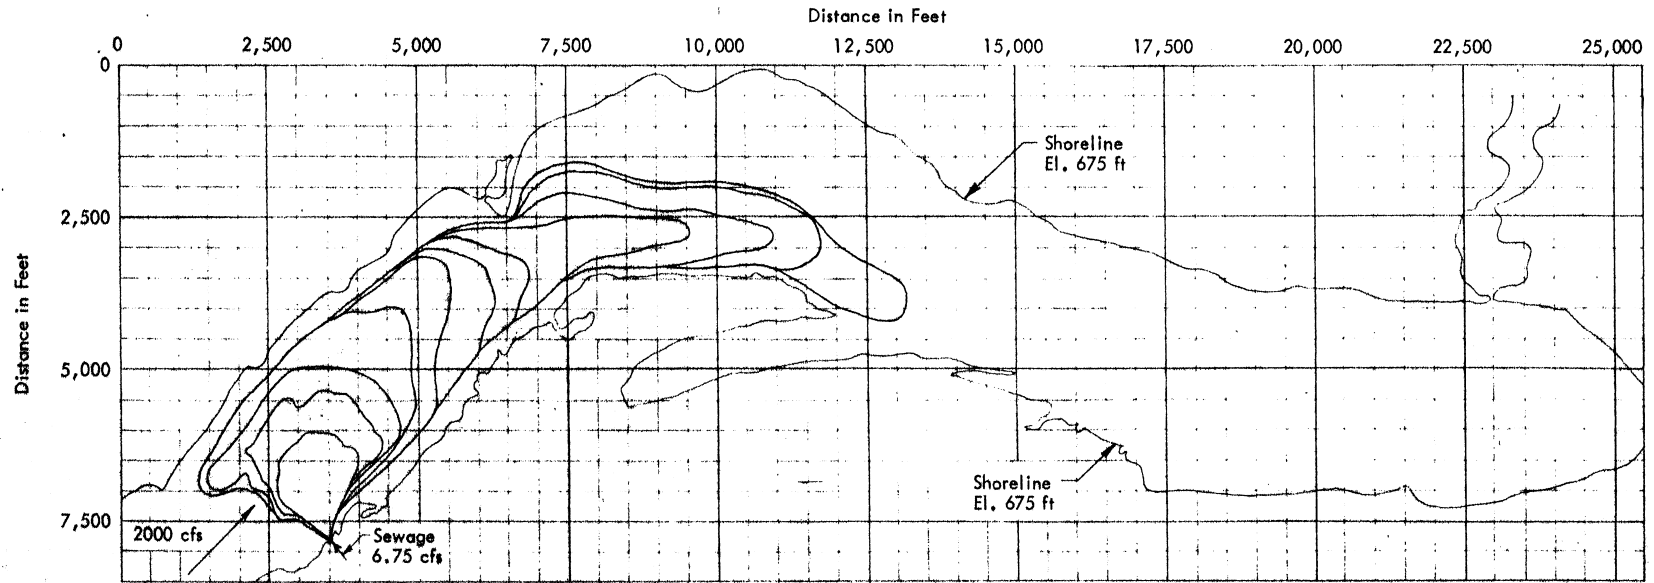 Distance in Feet
0 2,500 5,000 7,500 10,000 12,500 15,000 17,500 20,000 22,500 25,000
0
Shoreline
El. 675 ft
2,500
Distance in Feet
5,000
Shoreline
El. 675 ft
7,500
2000 cfs
Sewage
6.75 cfs